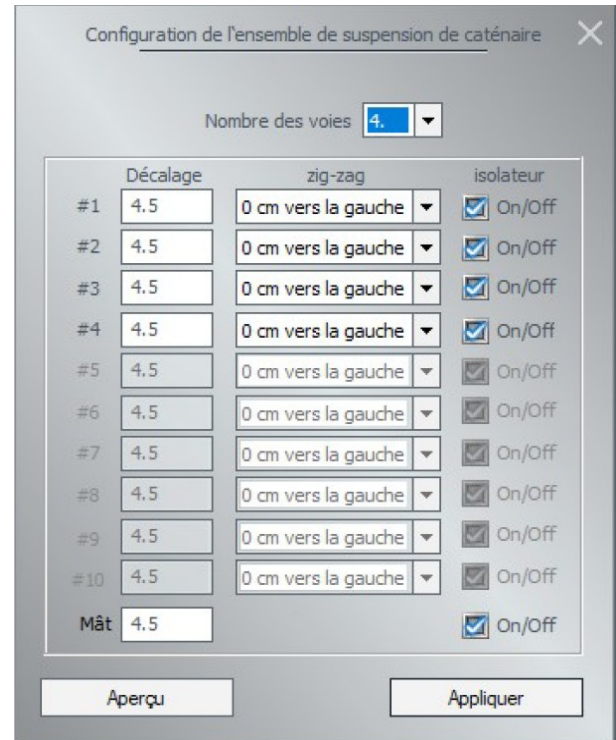 Configuration de l'ensemble de suspension de caténaire
Nombre des voies 4.
Décalage zig-zag isolateur
#1 4.5 0 cm vers la gauche On/Off
#2 4.5 0 cm vers la gauche On/Off
#3 4.5 0 cm vers la gauche On/Off
#4 4.5 0 cm vers la gauche On/Off
#5 4.5 0 cm vers la gauche On/Off
#6 4.5 0 cm vers la gauche On/Off
#7 4.5 0 cm vers la gauche On/Off
#8 4.5 0 cm vers la gauche On/Off
#9 4.5 0 cm vers la gauche On/Off
#10 4.5 0 cm vers la gauche On/Off
Mât 4.5 On/Off
Aperçu Appliquer